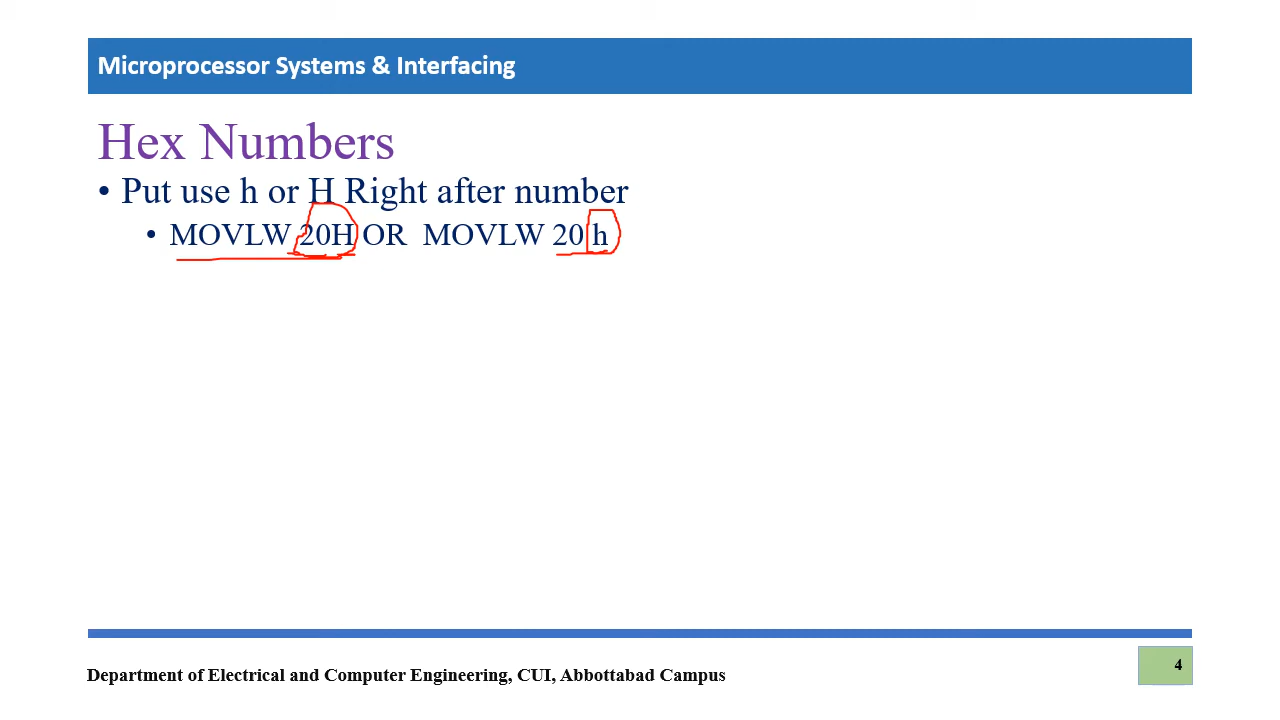 Microprocessor Systems & Interfacing
Hex Numbers
• Put use h or H Right after number
• MOVLW 20H OR MOVLW 20 h
Department of Electrical and Computer Engineering, CUI, Abbottabad Campus
4